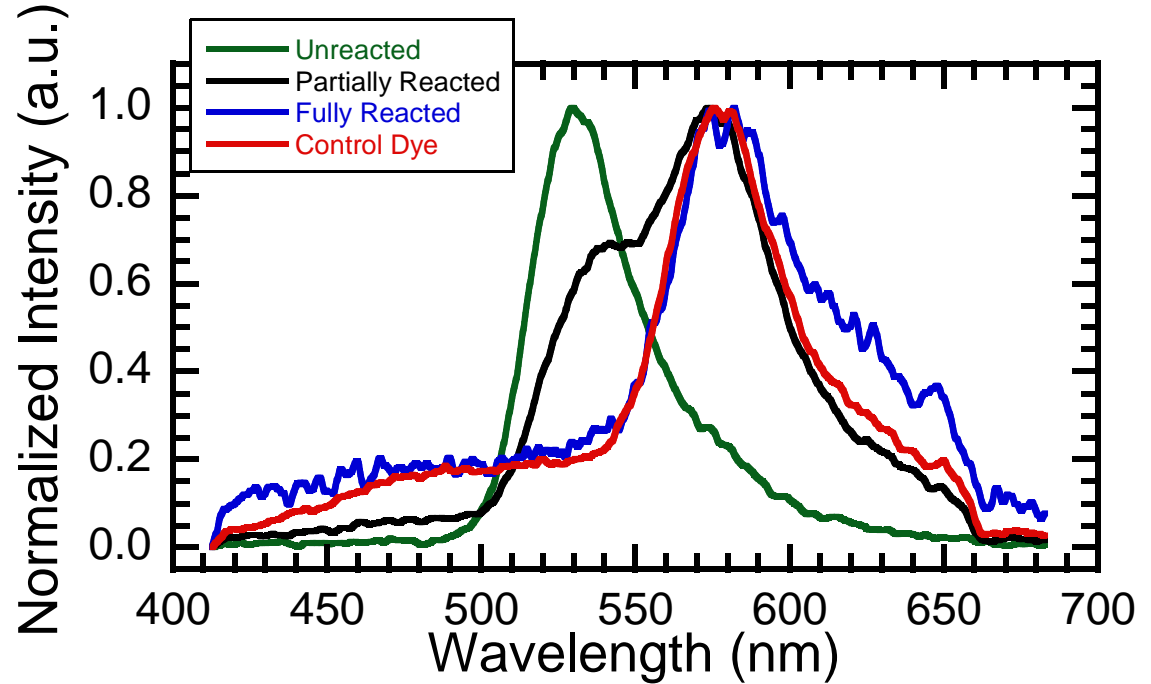 Unreacted
Partially Reacted
Fully Reacted
Control Dye
Normalized Intensity (a.u.)
1.0
0.8
0.6
0.4
0.2
0.0
400 450 500 550 600 650 700
Wavelength (nm)